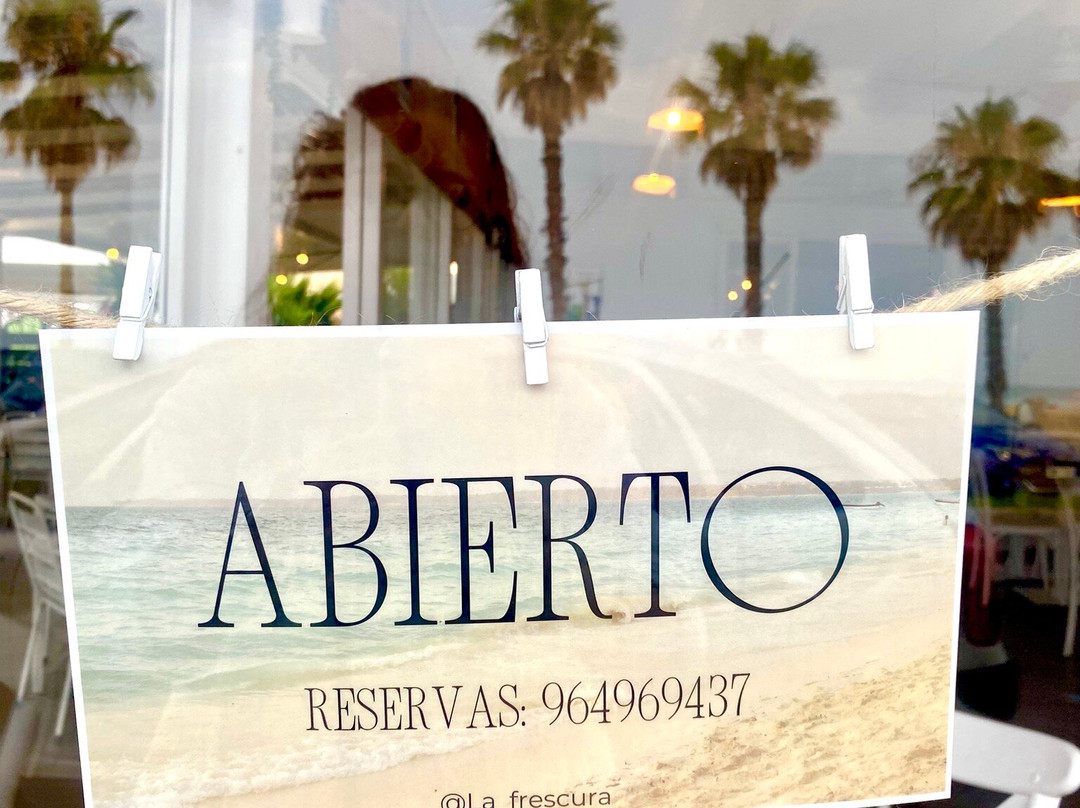 ABIERTO
RESERVAS: 964969437
@La_frescura